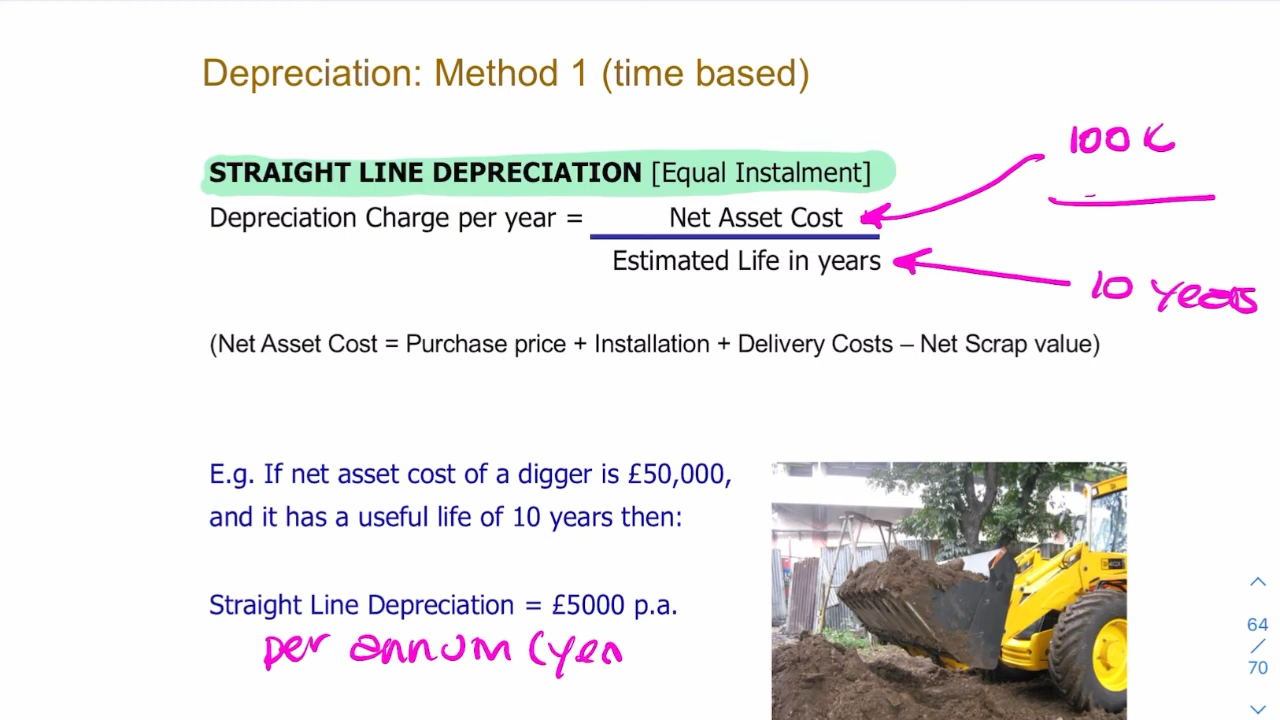 Depreciation: Method 1 (time based)
100 K
STRAIGHT LINE DEPRECIATION [Equal Instalment]
Depreciation Charge per year = Net Asset Cost
Estimated Life in years
10 years
(Net Asset Cost = Purchase price + Installation + Delivery Costs – Net Scrap value)
E.g. If net asset cost of a digger is £50,000,
and it has a useful life of 10 years then:
Straight Line Depreciation = £5000 p.a.
per annum (yea
64
/
70